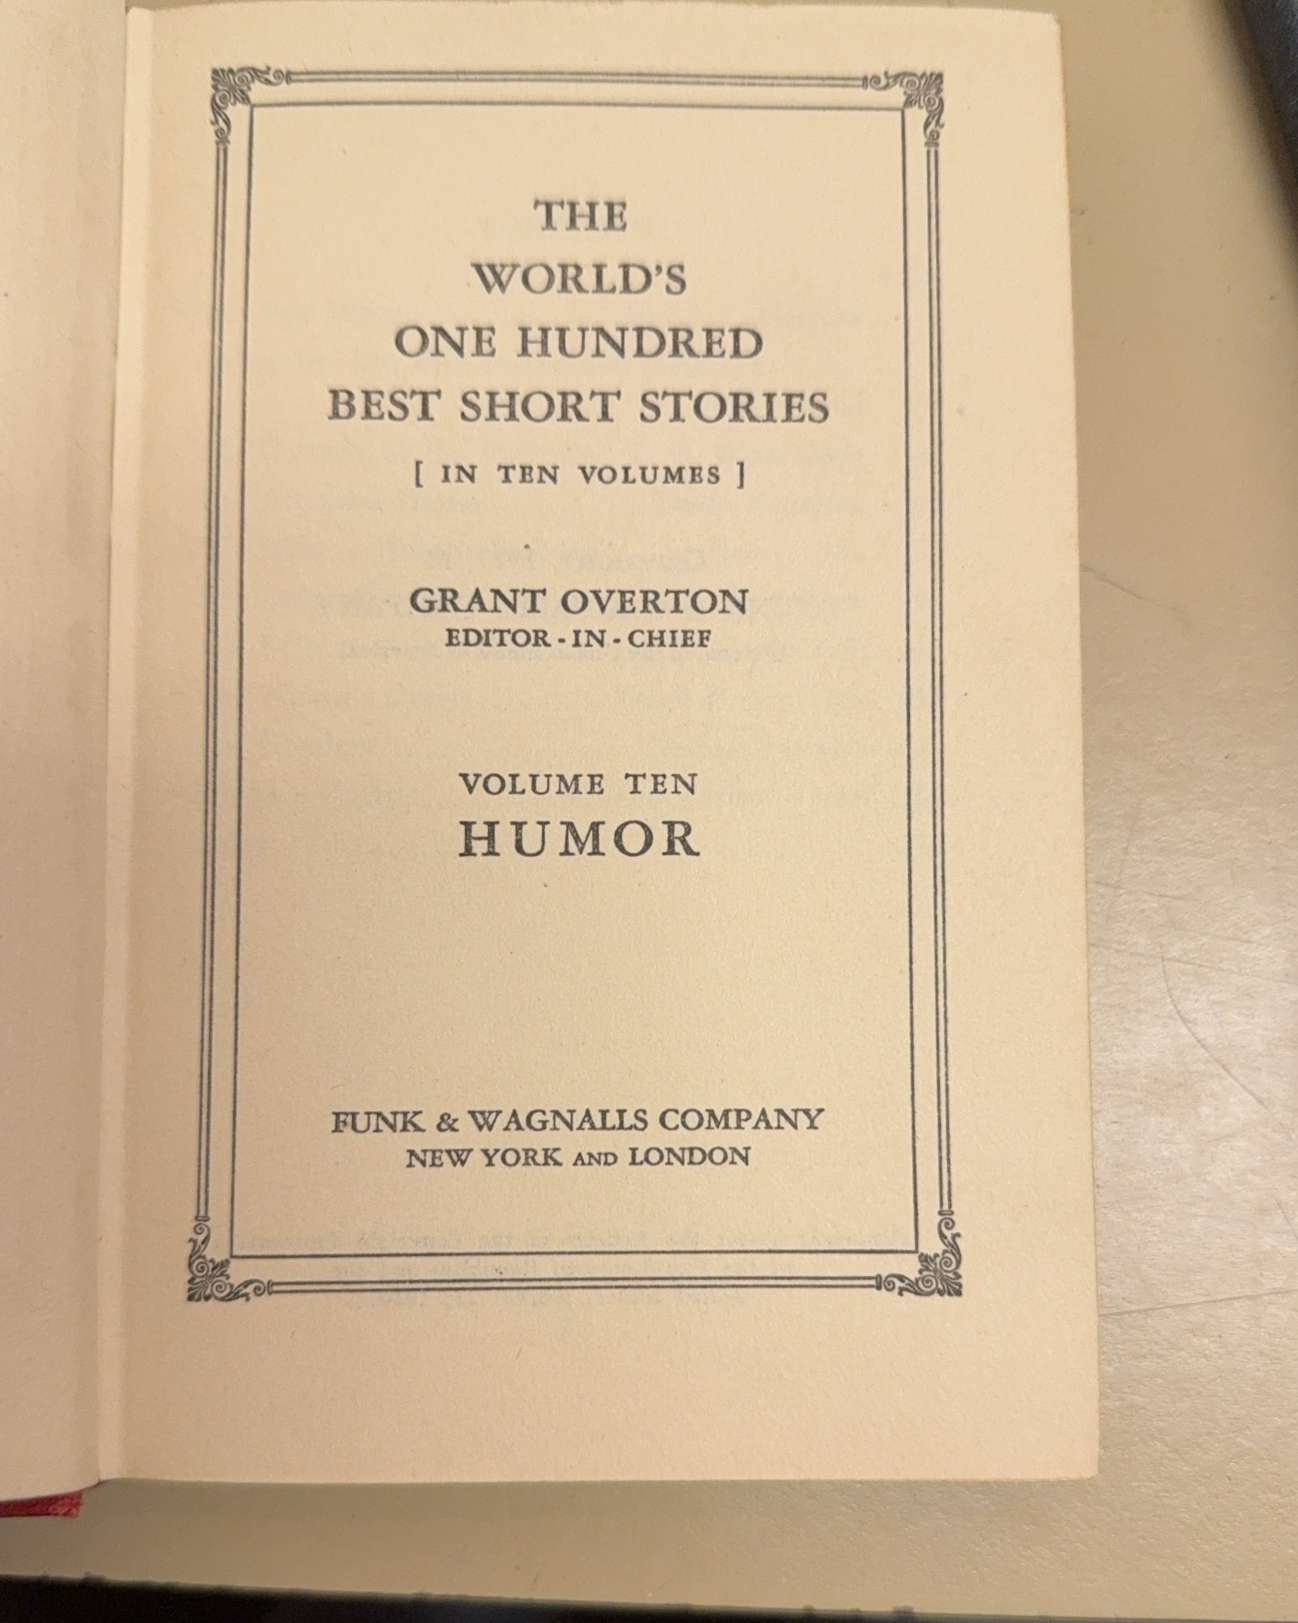 THE
WORLD'S
ONE HUNDRED
BEST SHORT STORIES
[ IN TEN VOLUMES ]
GRANT OVERTON
EDITOR-IN-CHIEF
VOLUME TEN
HUMOR
FUNK & WAGNALLS COMPANY
NEW YORK AND LONDON